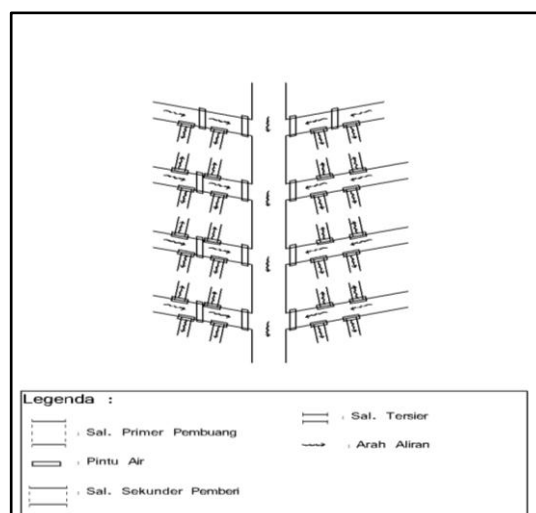 Legenda :
: Sal. Primer Pembuang
: Pintu Air
: Sal. Sekunder Pemberi
: Sal. Tersier
: Arah Aliran